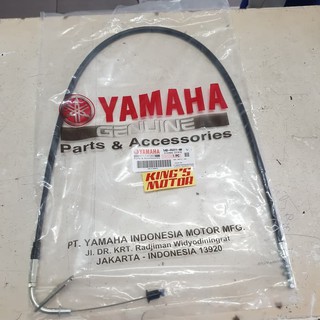 YAMAHA
GENUINE
Parts & Accessories
YAMAHA
KING'S
MOTOR
PT. YAMAHA INDONESIA MOTOR MFG.
Jl. DR. KRT. Radjiman Widyodiningrat
JAKARTA - INDONESIA 13920